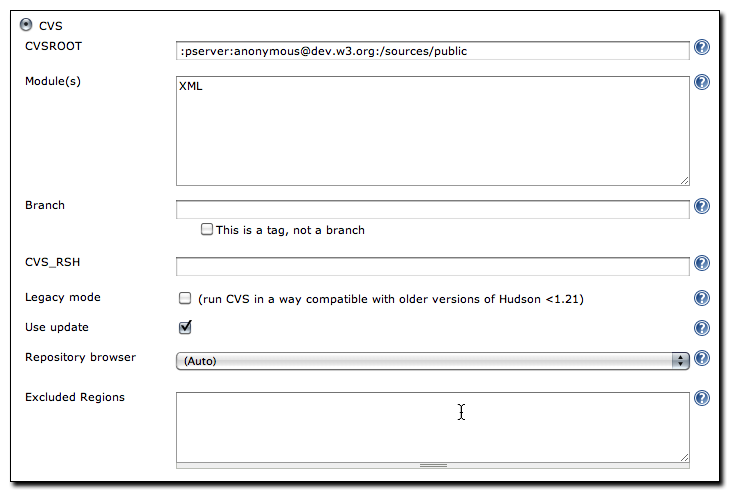 CVS
CVSROOT :pserver:anonymous@dev.w3.org:/sources/public
Module(s) XML
Branch
This is a tag, not a branch
CVS_RSH
Legacy mode (run CVS in a way compatible with older versions of Hudson <1.21)
Use update
Repository browser (Auto)
Excluded Regions